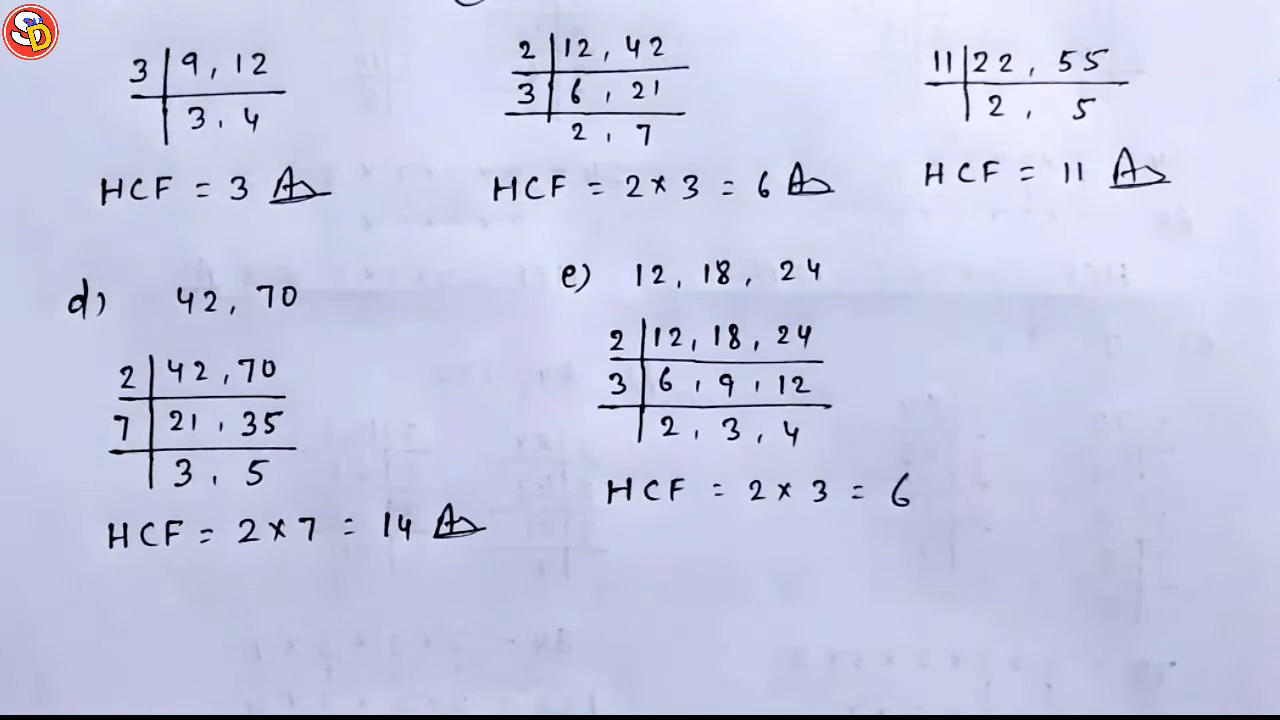 SD
3 | 9, 12
3, 4
HCF = 3 Ans
2 | 12, 42
3 | 6, 21
2, 7
HCF = 2 × 3 = 6 Ans
11 | 22, 55
2, 5
HCF = 11 Ans
d) 42, 70
2 | 42, 70
7 | 21, 35
3, 5
HCF = 2 × 7 = 14 Ans
e) 12, 18, 24
2 | 12, 18, 24
3 | 6, 9, 12
2, 3, 4
HCF = 2 × 3 = 6